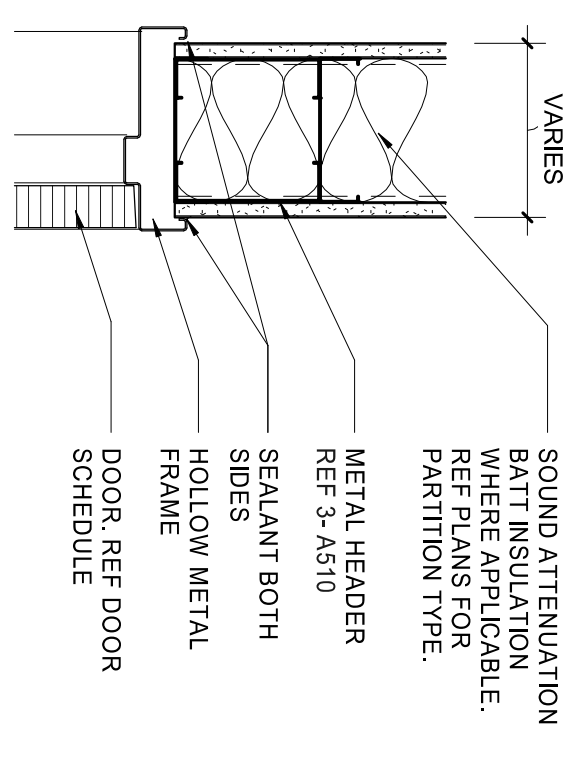 VARIES
SOUND ATTENUATION
BATT INSULATION
WHERE APPLICABLE.
REF PLANS FOR
PARTITION TYPE.
METAL HEADER
REF 3- A510
SEALANT BOTH
SIDES
HOLLOW METAL
FRAME
DOOR. REF DOOR
SCHEDULE